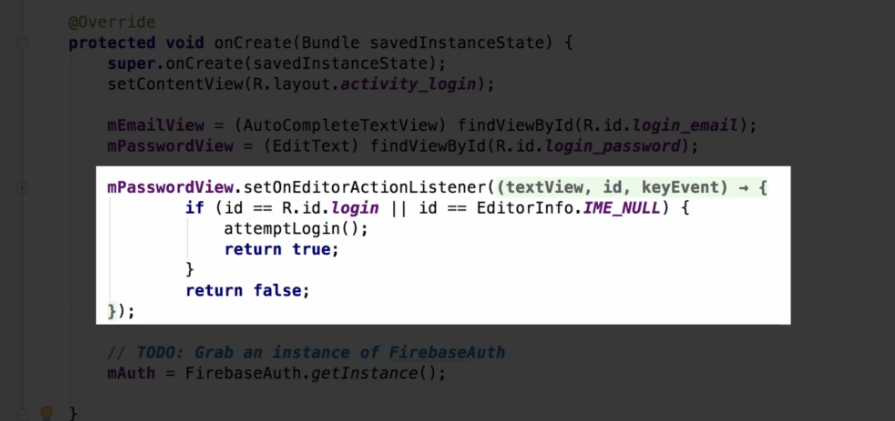 @Override
protected void onCreate(Bundle savedInstanceState) {
super.onCreate(savedInstanceState);
setContentView(R.layout.activity_login);
mEmailView = (AutoCompleteTextView) findViewById(R.id.login_email);
mPasswordView = (EditText) findViewById(R.id.login_password);
mPasswordView.setOnEditorActionListener((textView, id, keyEvent) → {
if (id == R.id.login || id == EditorInfo.IME_NULL) {
attemptLogin();
return true;
}
return false;
});
// TODO: Grab an instance of FirebaseAuth
mAuth = FirebaseAuth.getInstance();
}